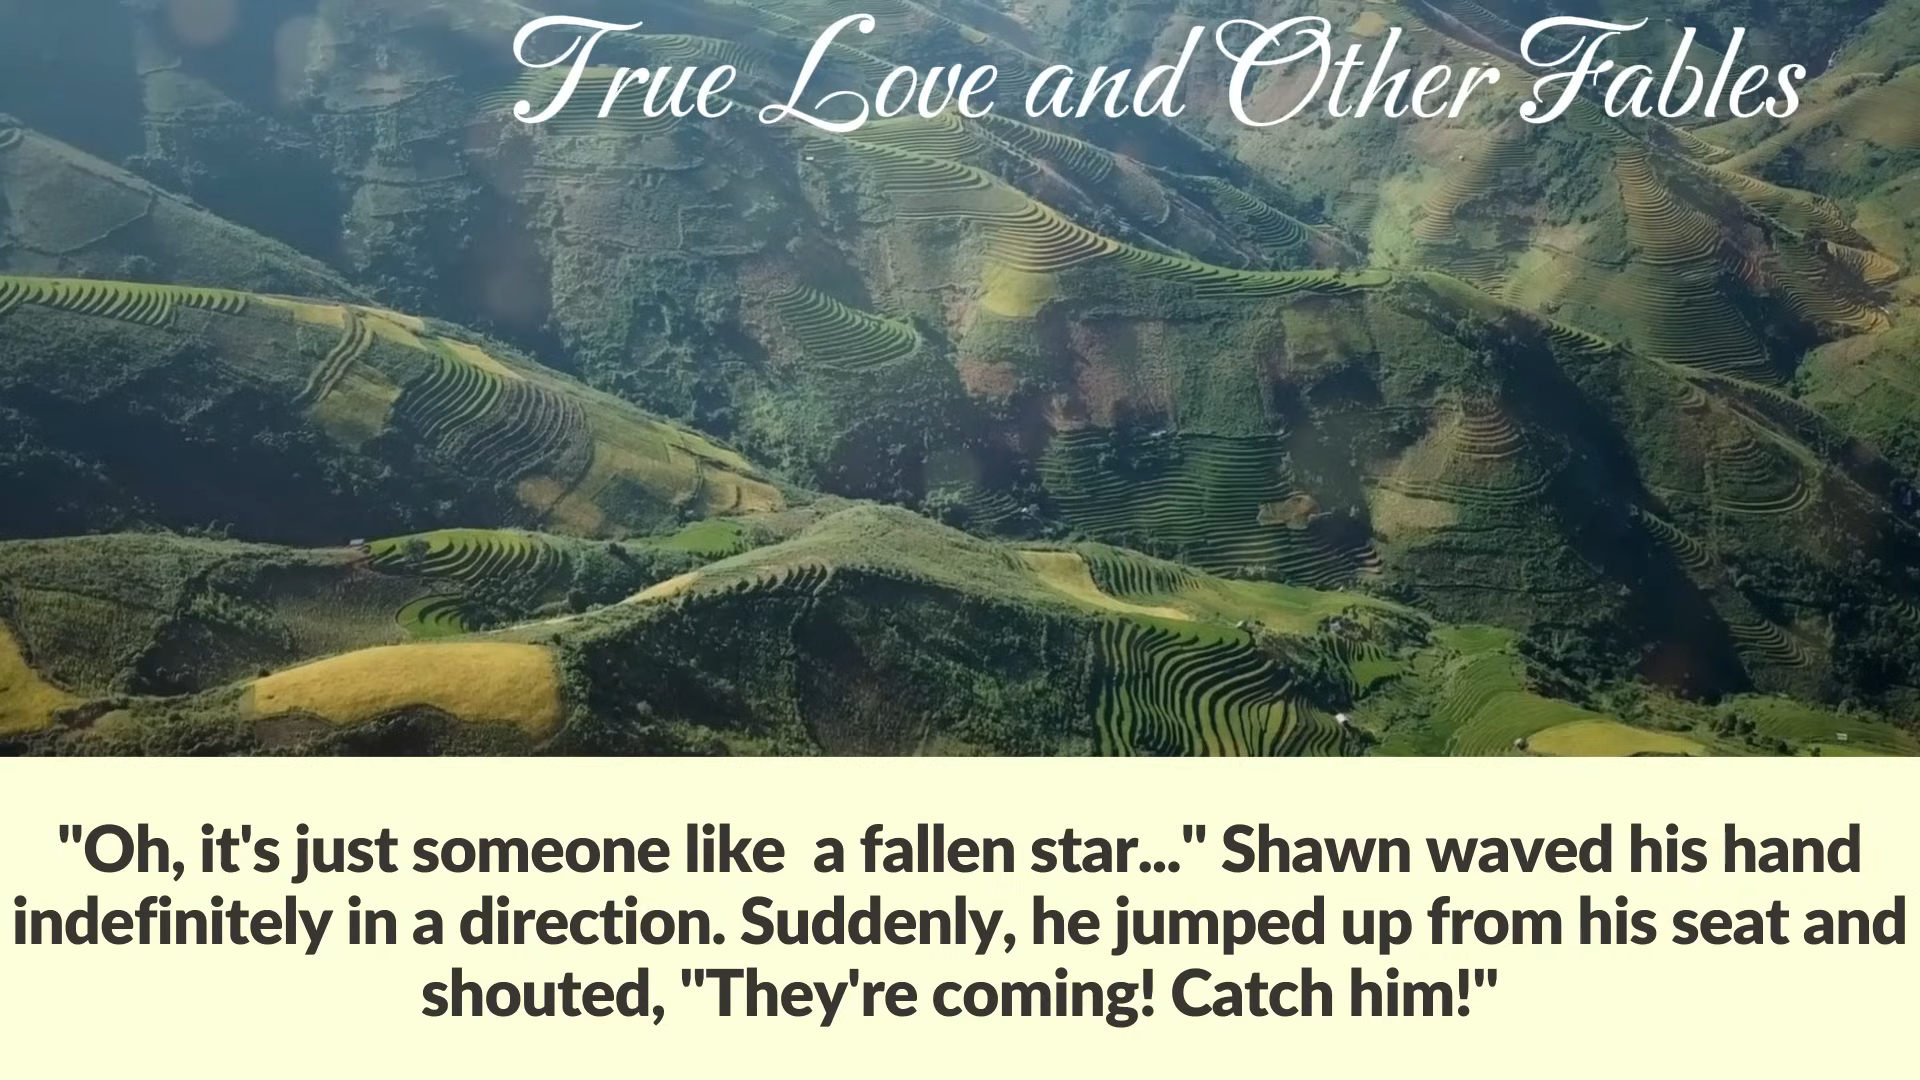 True Love and Other Fables
"Oh, it's just someone like  a fallen star..." Shawn waved his hand
indefinitely in a direction. Suddenly, he jumped up from his seat and
shouted, "They're coming! Catch him!"